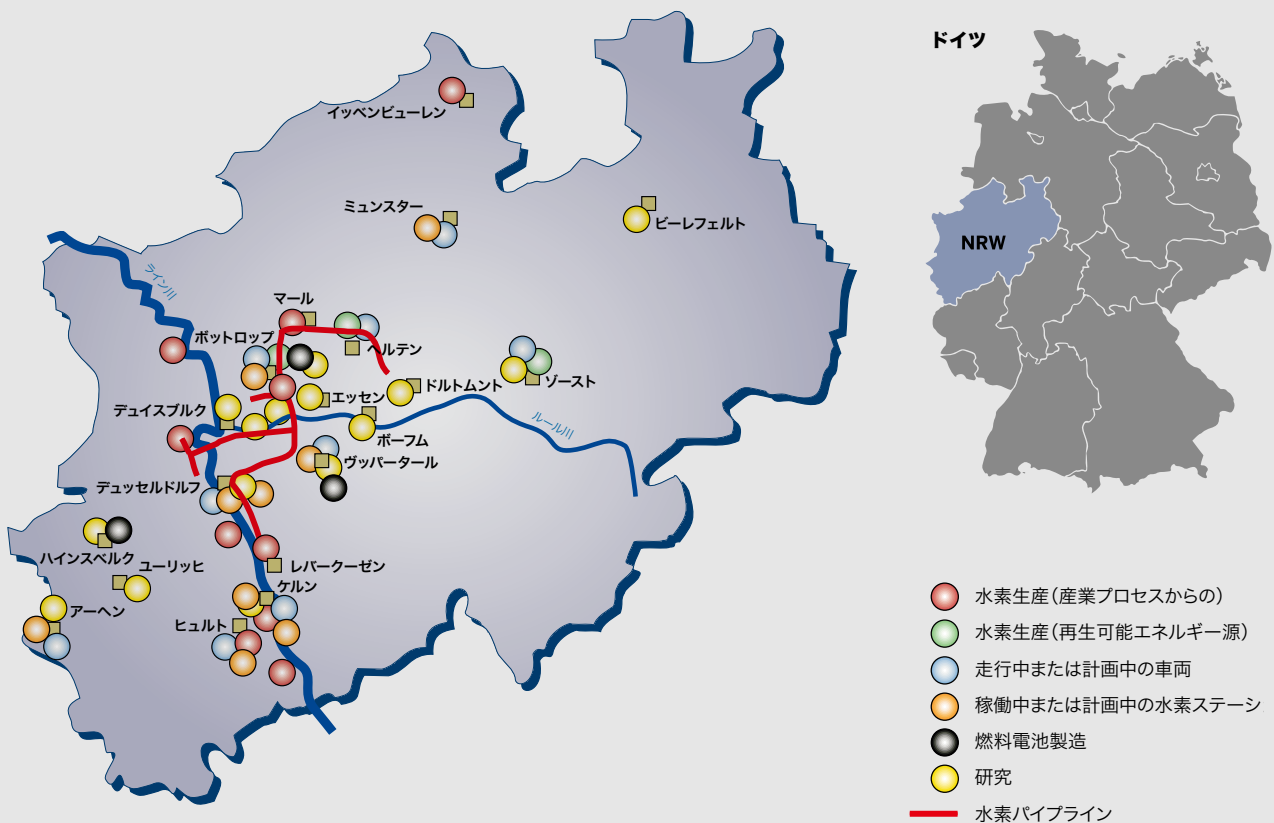 ドイツ
NRW
イッベンビューレン
ミュンスター
ビーレフェルト
ライン川
マール
ボットロップ
ヘルテン
ゾースト
エッセン
ドルトムント
デュイスブルク
ルール川
ボーフム
ヴッパータール
デュッセルドルフ
ハインスベルク
ユーリッヒ
レバークーゼン
ケルン
アーヘン
ヒュルト
水素生産(産業プロセスからの)
水素生産(再生可能エネルギー源)
走行中または計画中の車両
稼働中または計画中の水素ステーシ
燃料電池製造
研究
水素パイプライン